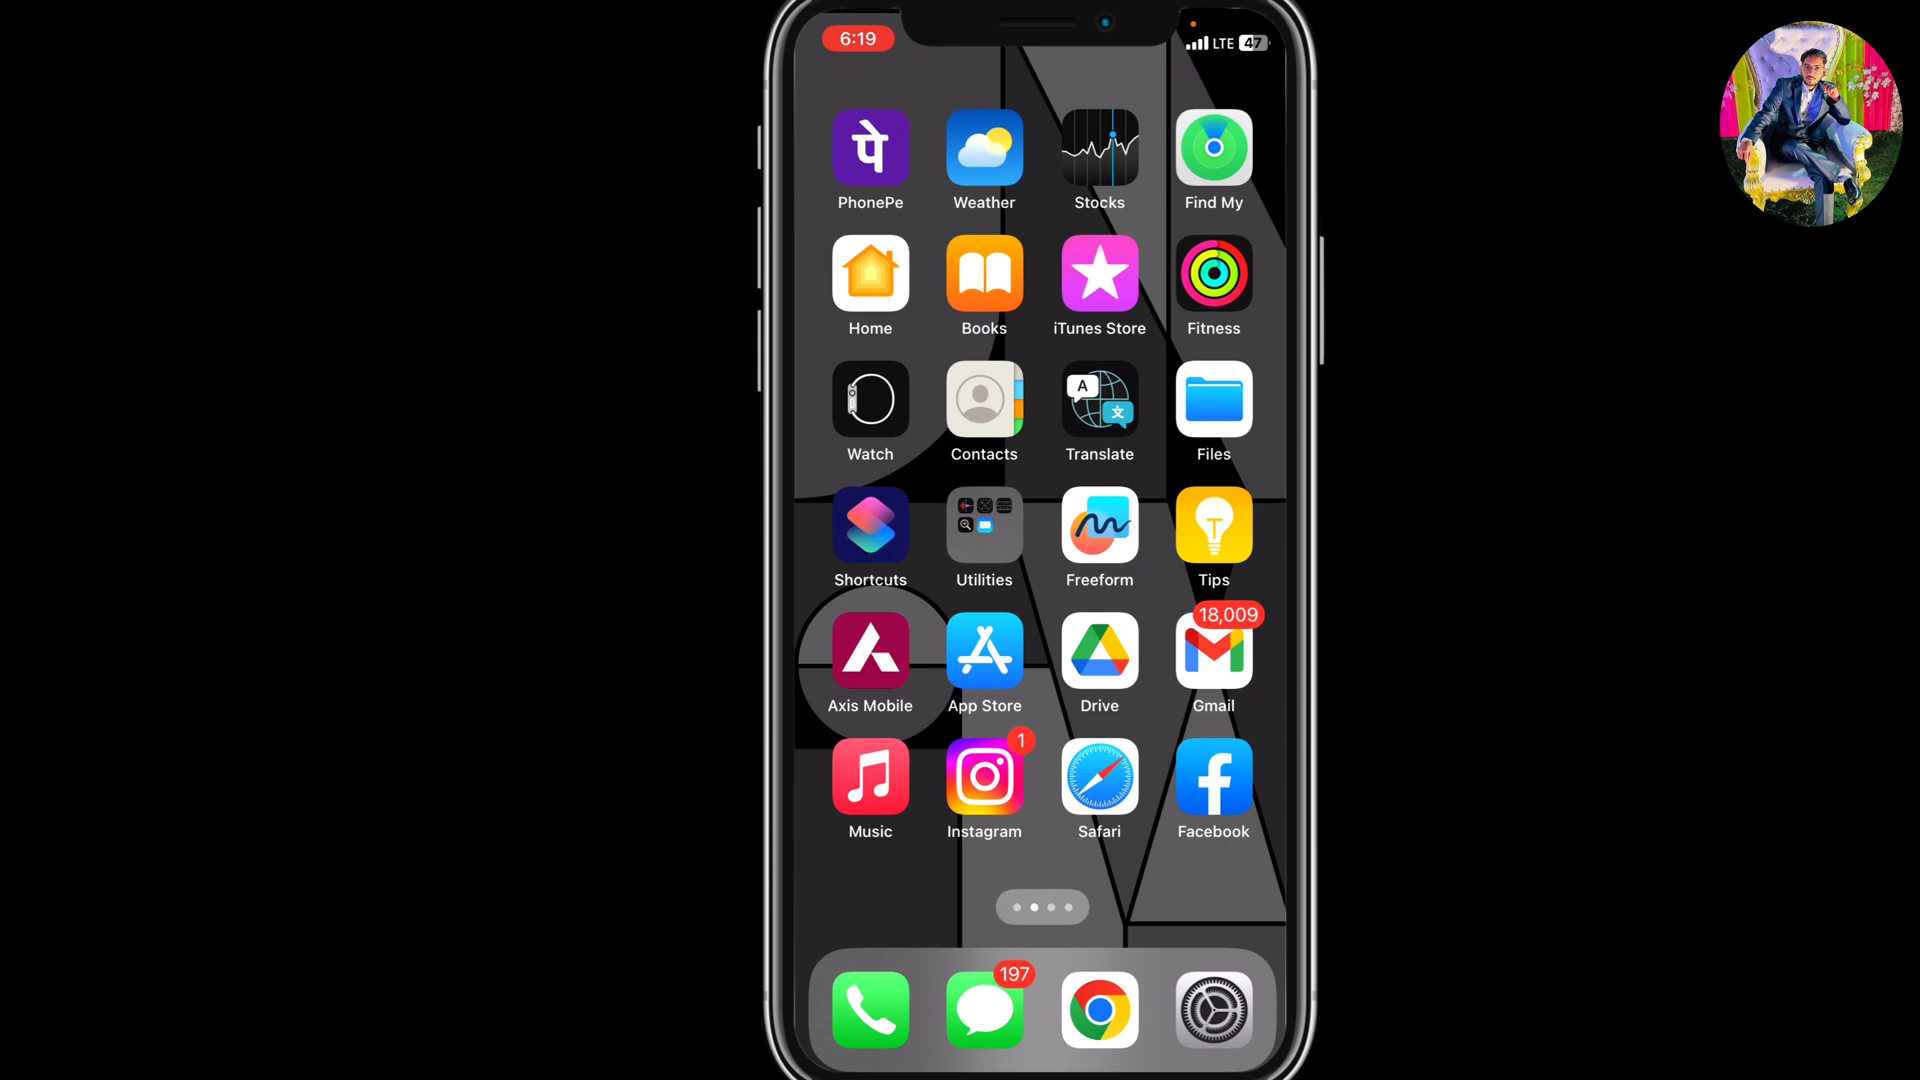 6:19 LTE 47
पे
PhonePe Weather Stocks Find My
Home Books iTunes Store Fitness
A
文
Watch Contacts Translate Files
Shortcuts Utilities Freeform Tips
18,009
Axis Mobile App Store Drive Gmail
1
Music Instagram Safari Facebook
197